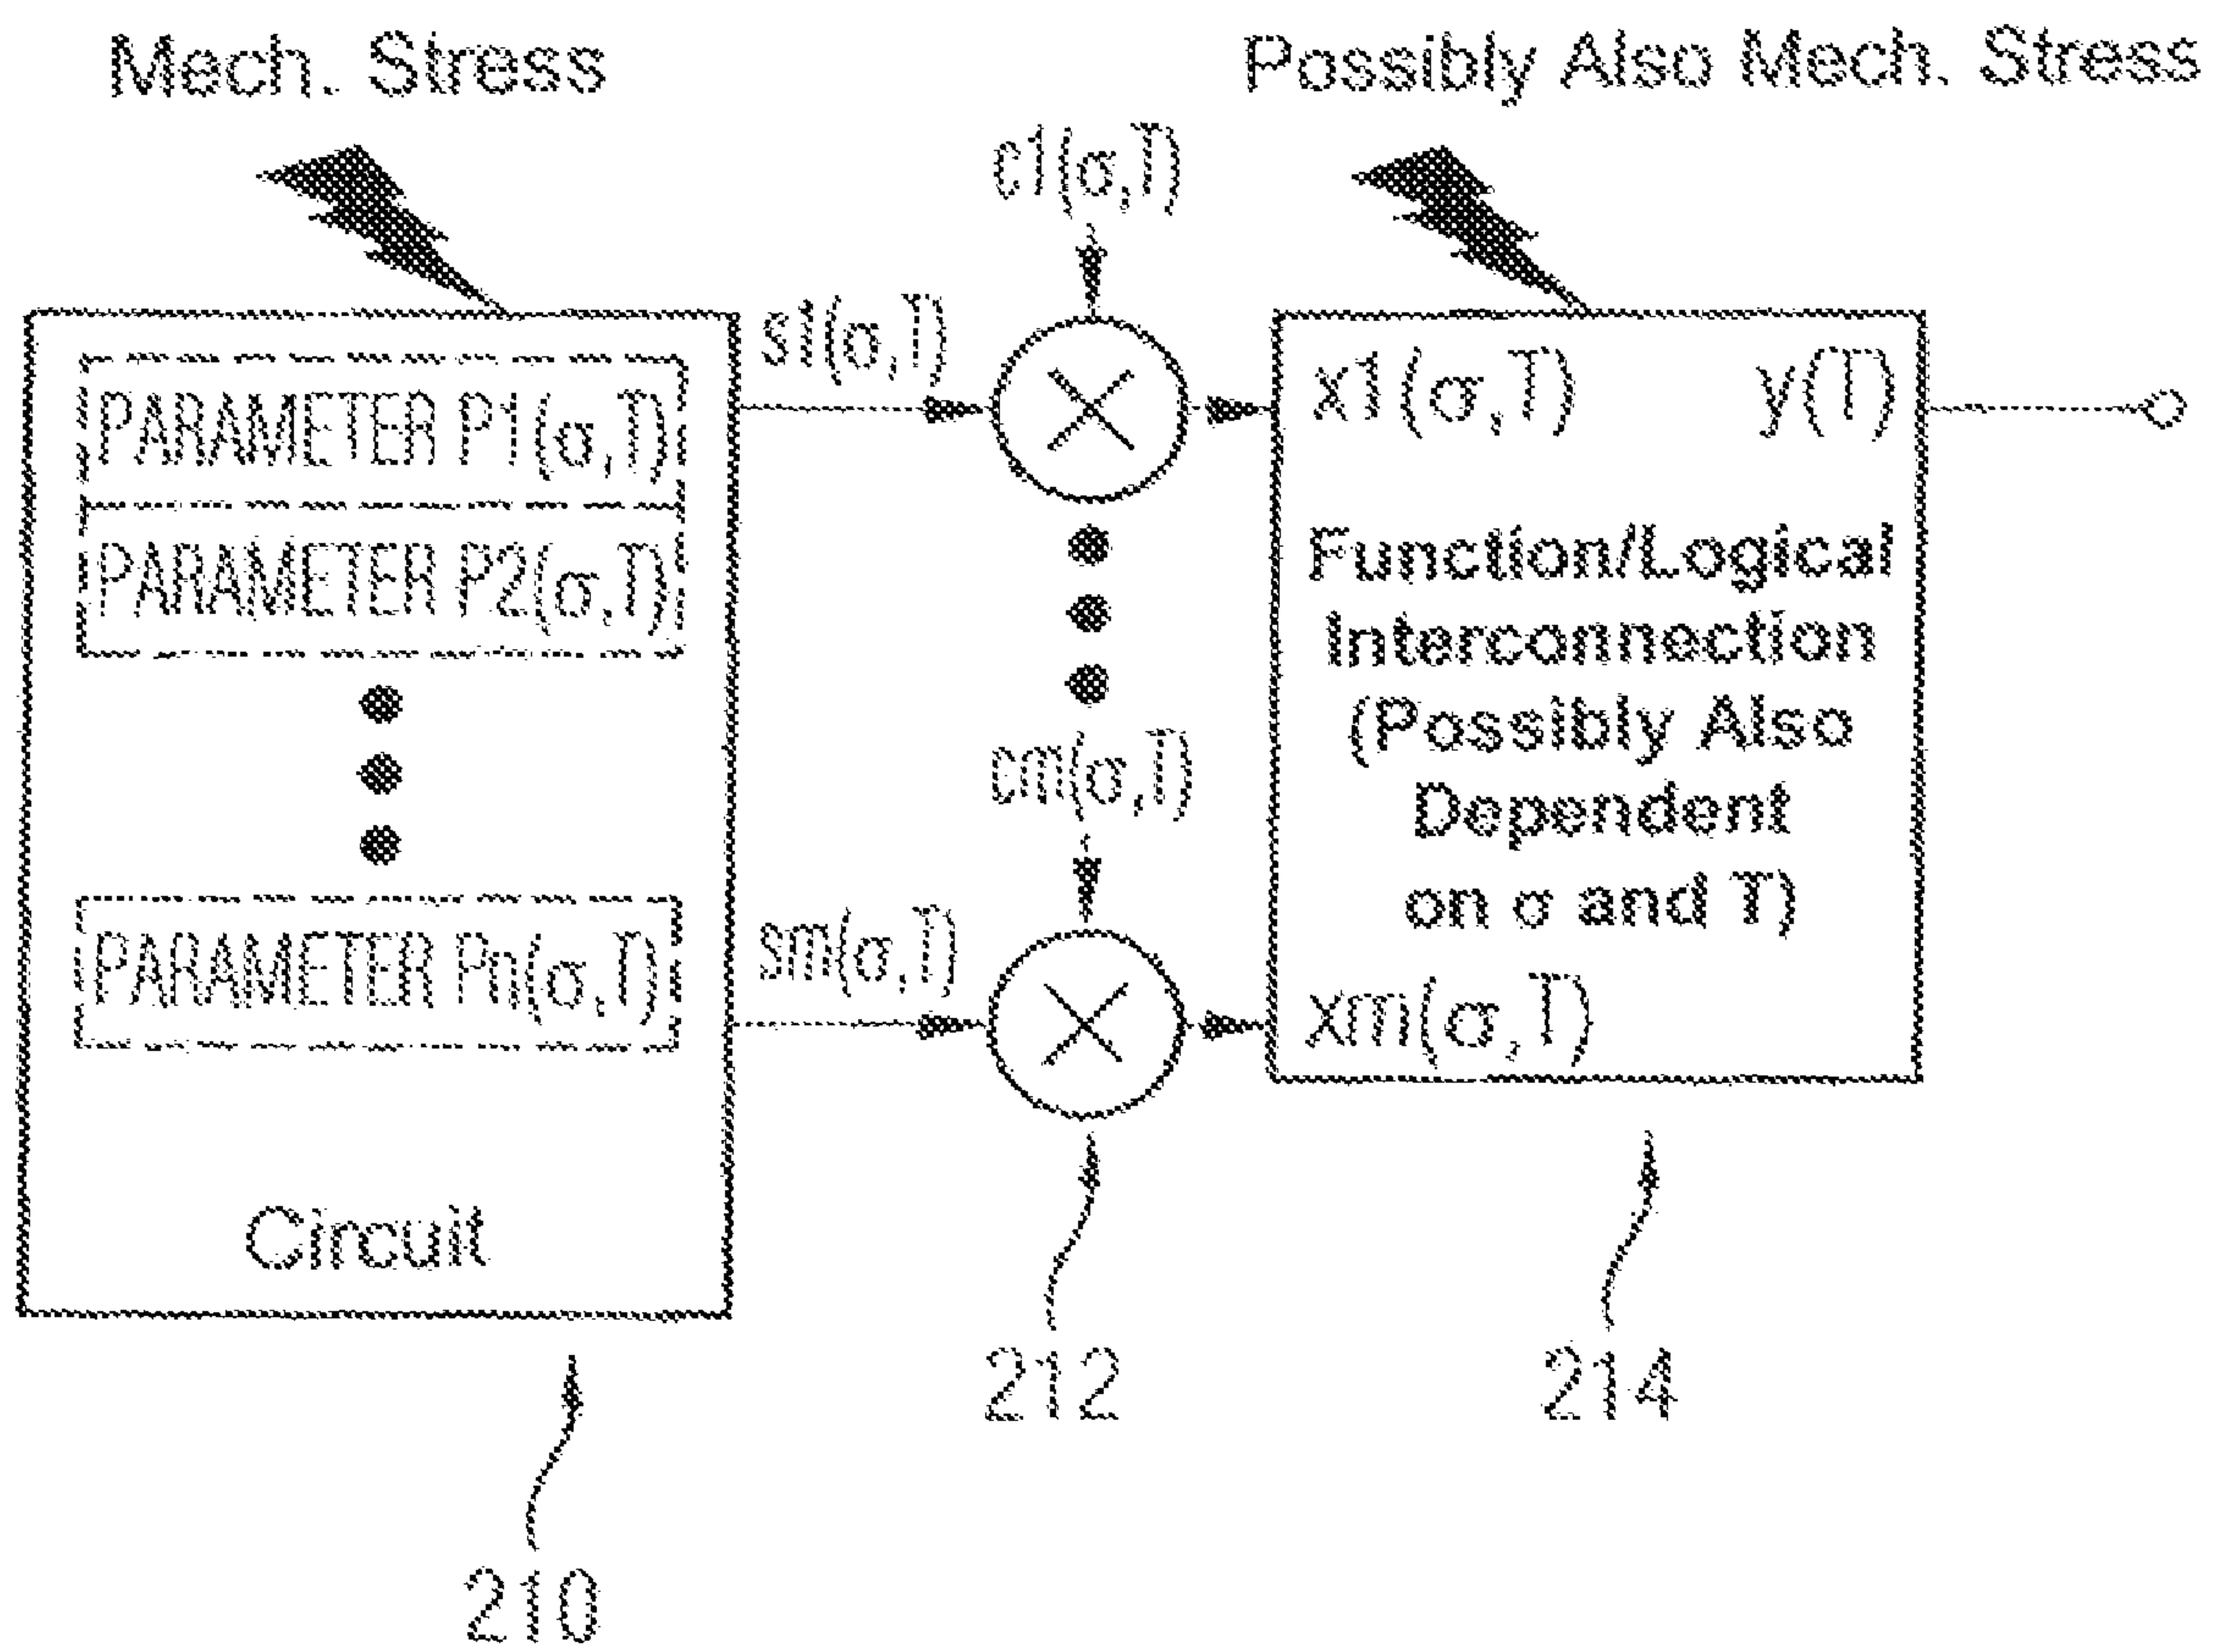 Mech. Stress
Possibly Also Mech. Stress
c1(σ,T)
s1(σ,T)
PARAMETER P1(σ,T)
PARAMETER P2(σ,T)
PARAMETER Pn(σ,T)
Circuit
cm(σ,T)
sm(σ,T)
x1(σ,T) y(T)
Function/Logical
Interconnection
(Possibly Also
Dependent
on σ and T)
xm(σ,T)
212
214
210